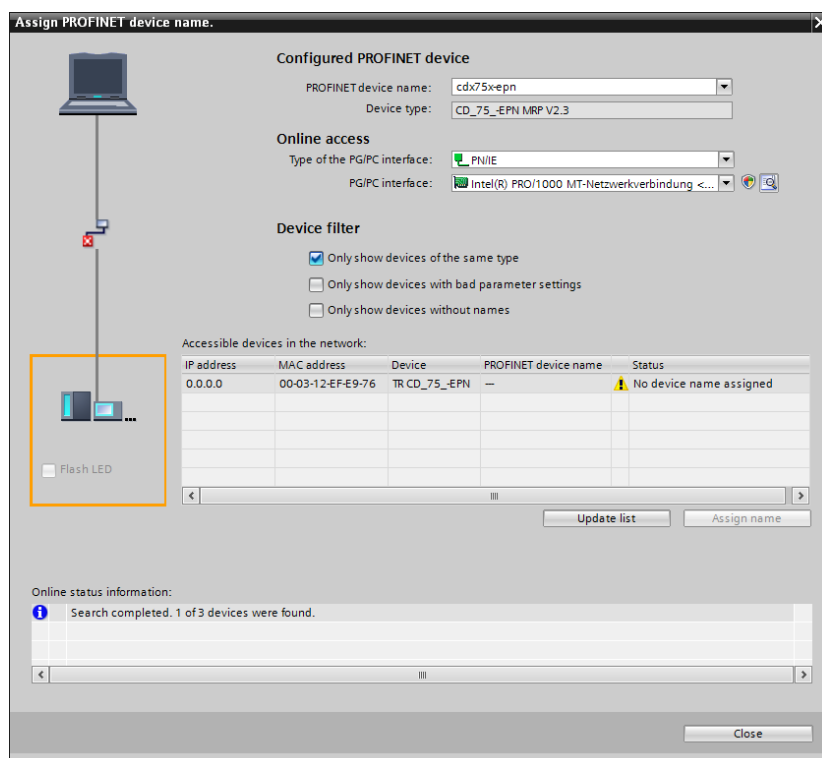 Assign PROFINET device name.
Configured PROFINET device
PROFINET device name: cdx75x-epn
Device type: CD_75_-EPN MRP V2.3
Online access
Type of the PG/PC interface: PN/IE
PG/PC interface: Intel(R) PRO/1000 MT-Netzwerkverbindung <...
Device filter
Only show devices of the same type
Only show devices with bad parameter settings
Only show devices without names
Accessible devices in the network:
IP address MAC address Device PROFINET device name Status
0.0.0.0 00-03-12-EF-E9-76 TR CD_75_-EPN — No device name assigned
Flash LED
Update list Assign name
Online status information:
Search completed. 1 of 3 devices were found.
Close